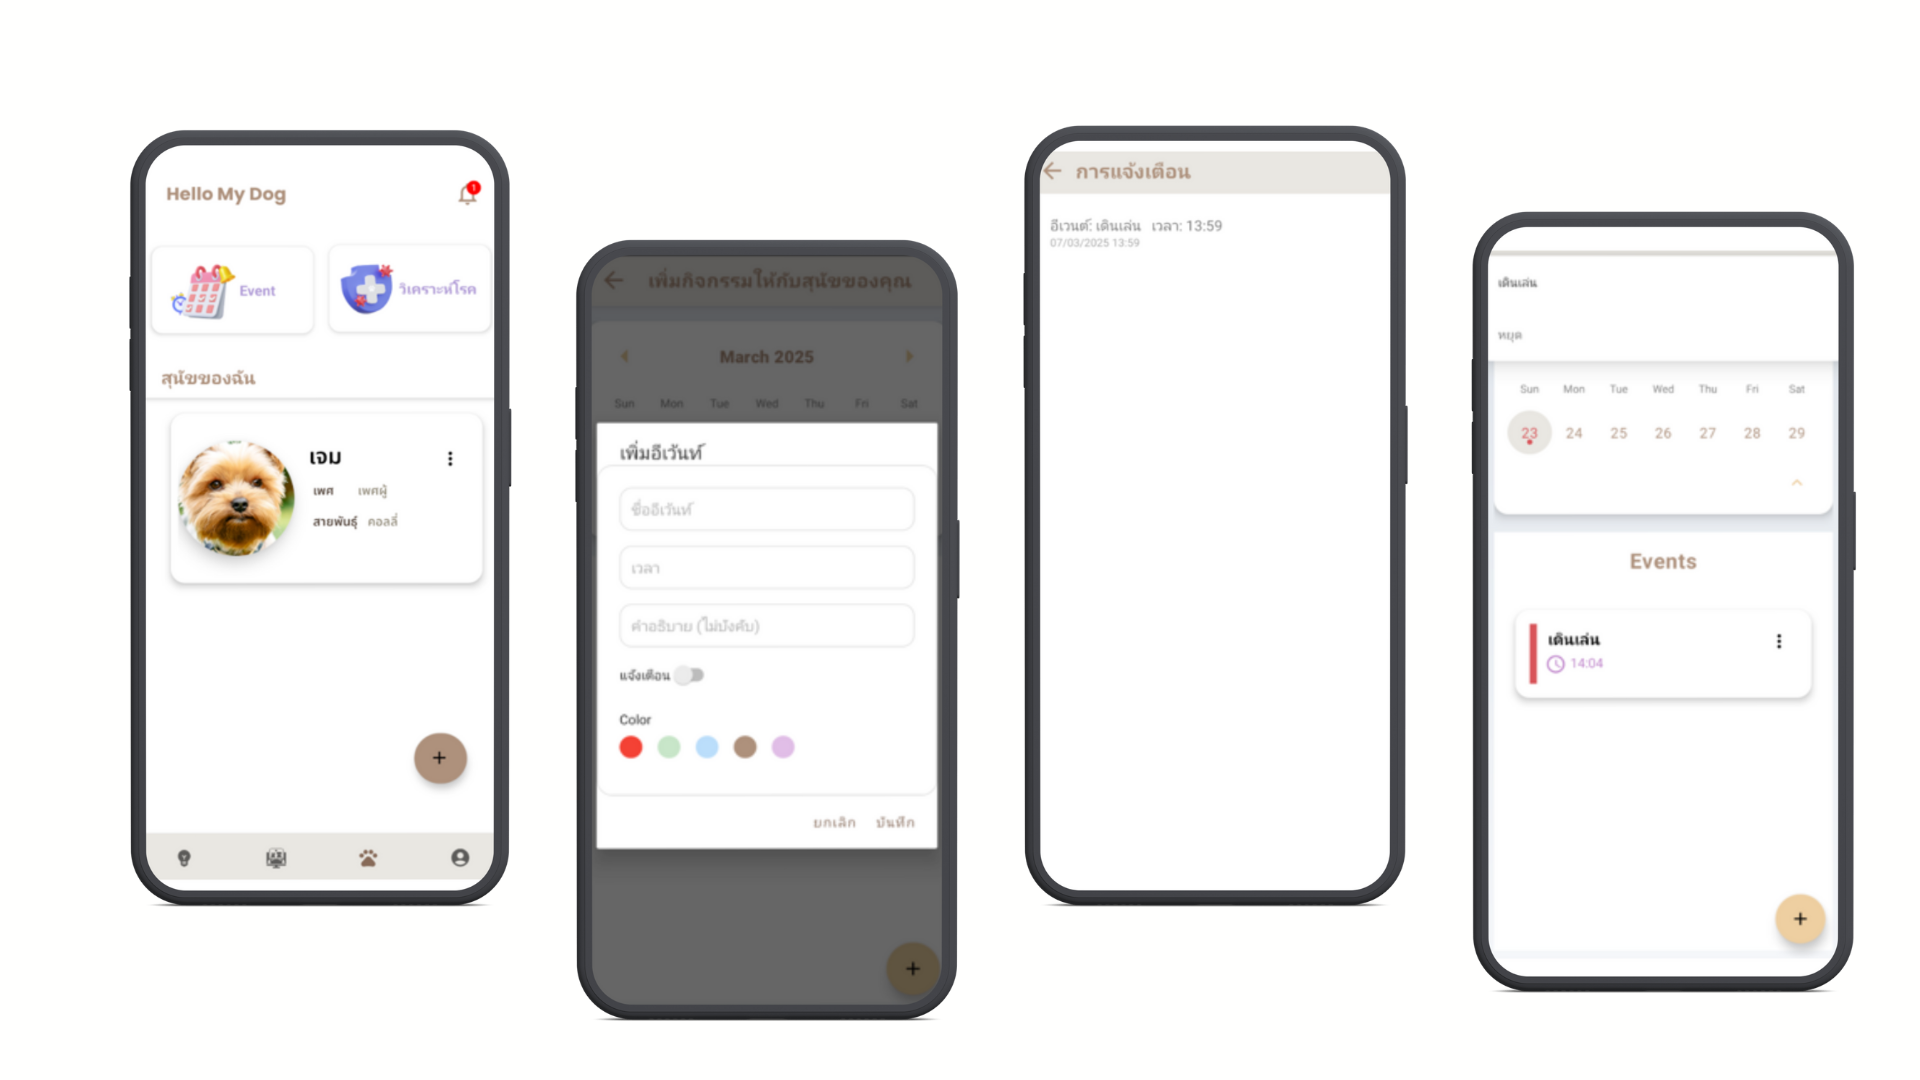 Hello My Dog
1
Event
วิเคราะห์โรค
สุนัขของฉัน
เจม
เพศ เพศผู้
สายพันธุ์ คอลลี่
+
เพิ่มกิจกรรมให้กับสุนัขของคุณ
March 2025
Sun Mon Tue Wed Thu Fri Sat
เพิ่มอีเว้นท์
ชื่ออีเว้นท์
เวลา
คำอธิบาย (ไม่บังคับ)
แจ้งเตือน
Color
ยกเลิก บันทึก
+
การแจ้งเตือน
อีเวนต์: เดินเล่น เวลา: 13:59
07/03/2025 13:59
เดินเล่น
หยุด
Sun Mon Tue Wed Thu Fri Sat
23 24 25 26 27 28 29
Events
เดินเล่น
14:04
+